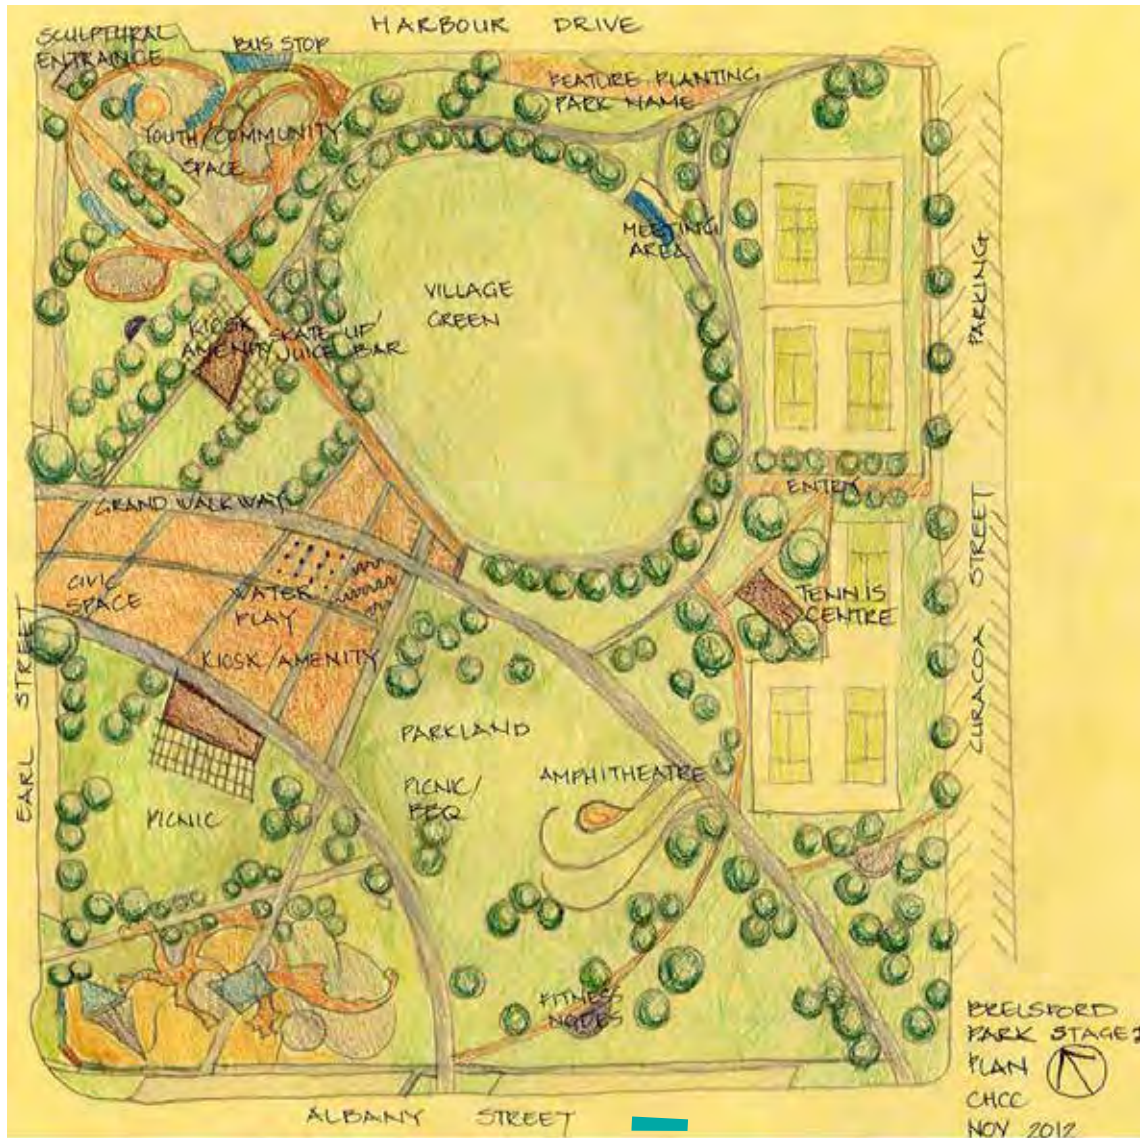 HARBOUR DRIVE
SCULPTURAL
ENTRANCE
BUS STOP
FEATURE PLANTING
PARK NAME
YOUTH/COMMUNITY
SPACE
MEETING
AREA
VILLAGE
GREEN
PARKING
KIOSK
AMENITY
SKATE-UP
JUICE BAR
GRAND WALKWAY
ENTRY
CIVIC
SPACE
WATER
PLAY
TENNIS
CENTRE
KIOSK/AMENITY
EARL STREET
CURACOA STREET
PARKLAND
PICNIC/
BBQ
AMPHITHEATRE
PICNIC
FITNESS
NODES
BRELSFORD
PARK STAGE 2
PLAN
CHCC
NOV 2012
ALBANY STREET